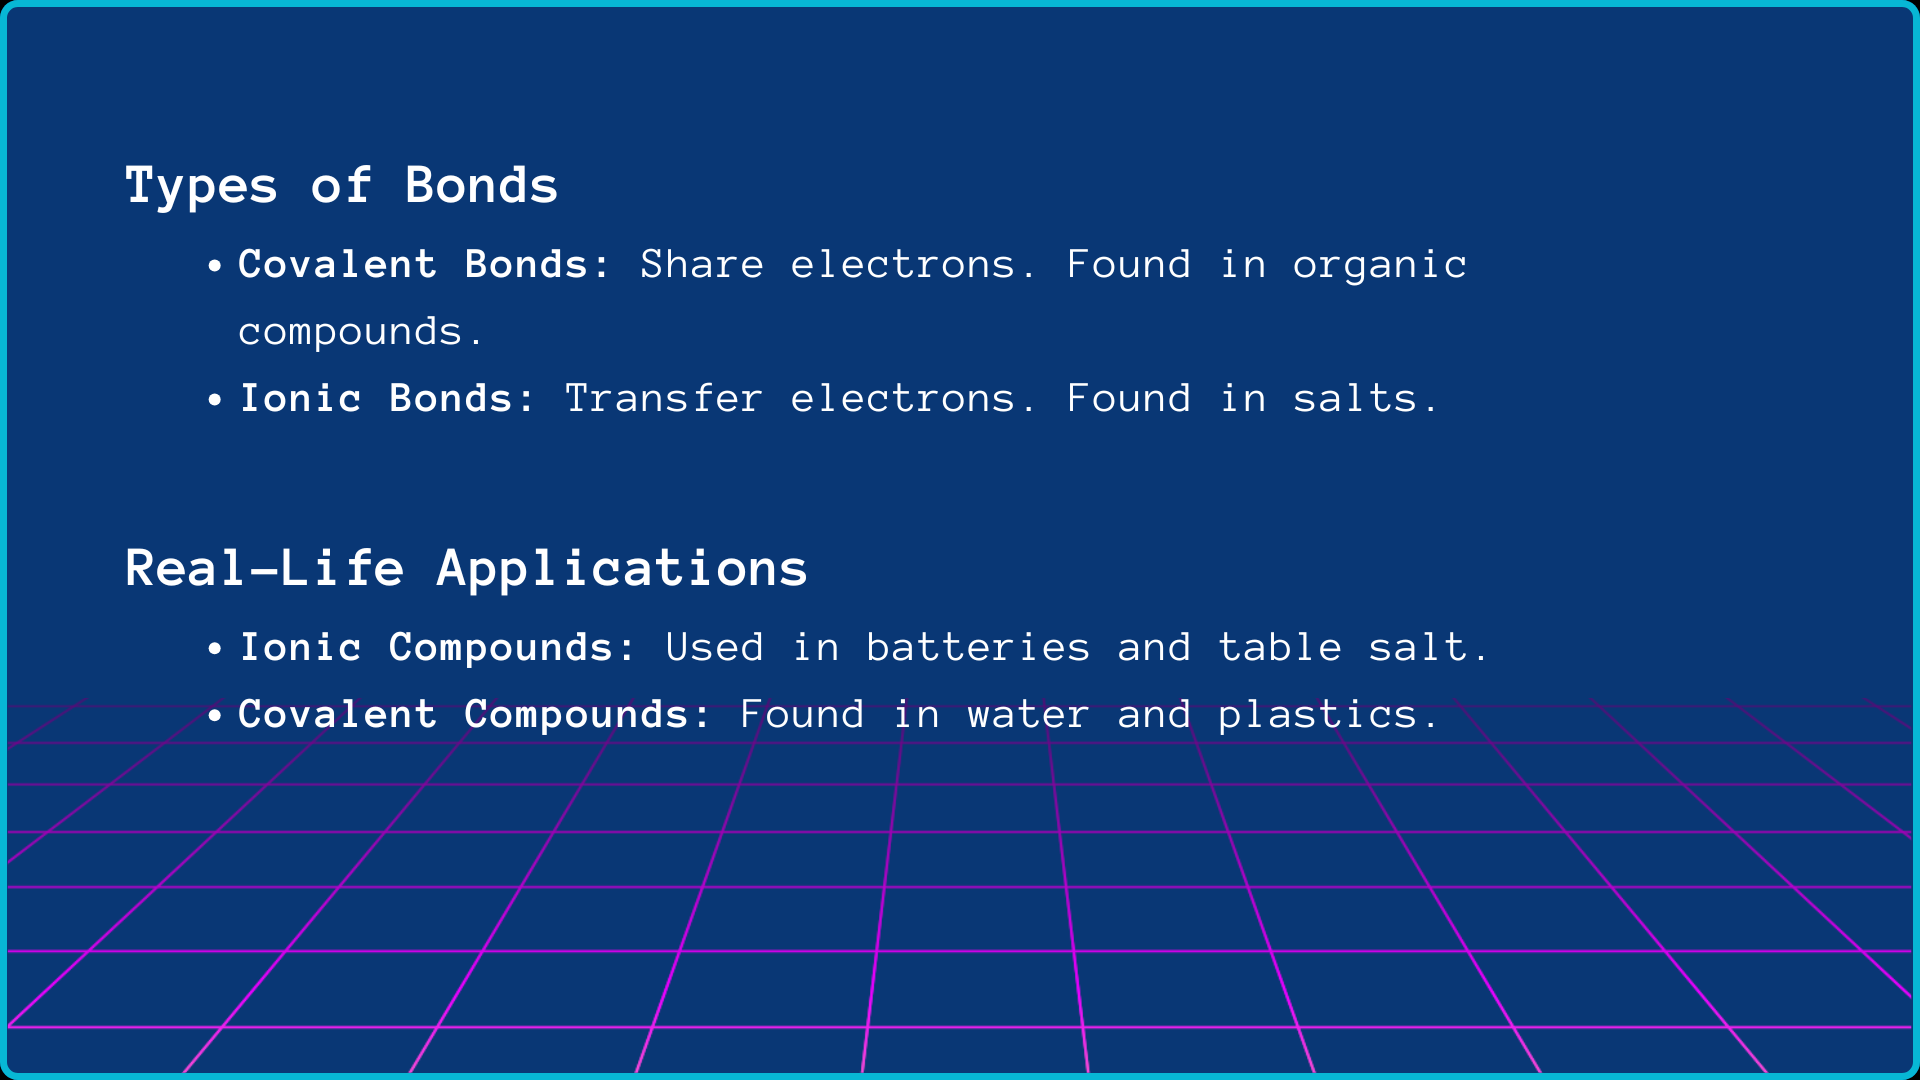 Types of Bonds
• Covalent Bonds: Share electrons. Found in organic
compounds.
• Ionic Bonds: Transfer electrons. Found in salts.
Real-Life Applications
• Ionic Compounds: Used in batteries and table salt.
• Covalent Compounds: Found in water and plastics.